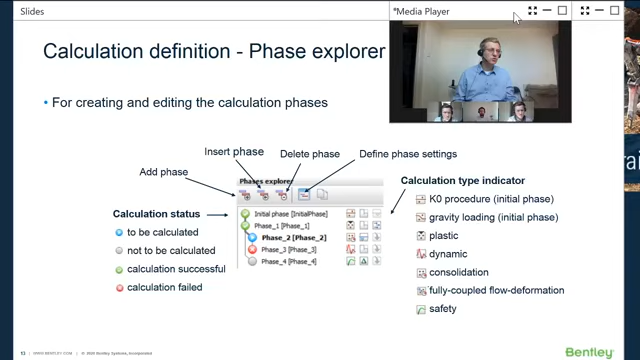 Slides
*Media Player
Calculation definition - Phase explorer
• For creating and editing the calculation phases
Insert phase
Delete phase
Define phase settings
Add phase
Phases explorer
Calculation type indicator
Calculation status
to be calculated
not to be calculated
calculation successful
calculation failed
Initial phase [InitialPhase]
Phase_1 [Phase_1]
Phase_2 [Phase_2]
Phase_3 [Phase_3]
Phase_4 [Phase_4]
K0 procedure (initial phase)
gravity loading (initial phase)
plastic
dynamic
consolidation
fully-coupled flow-deformation
safety
WWW.BENTLEY.COM
Bentley